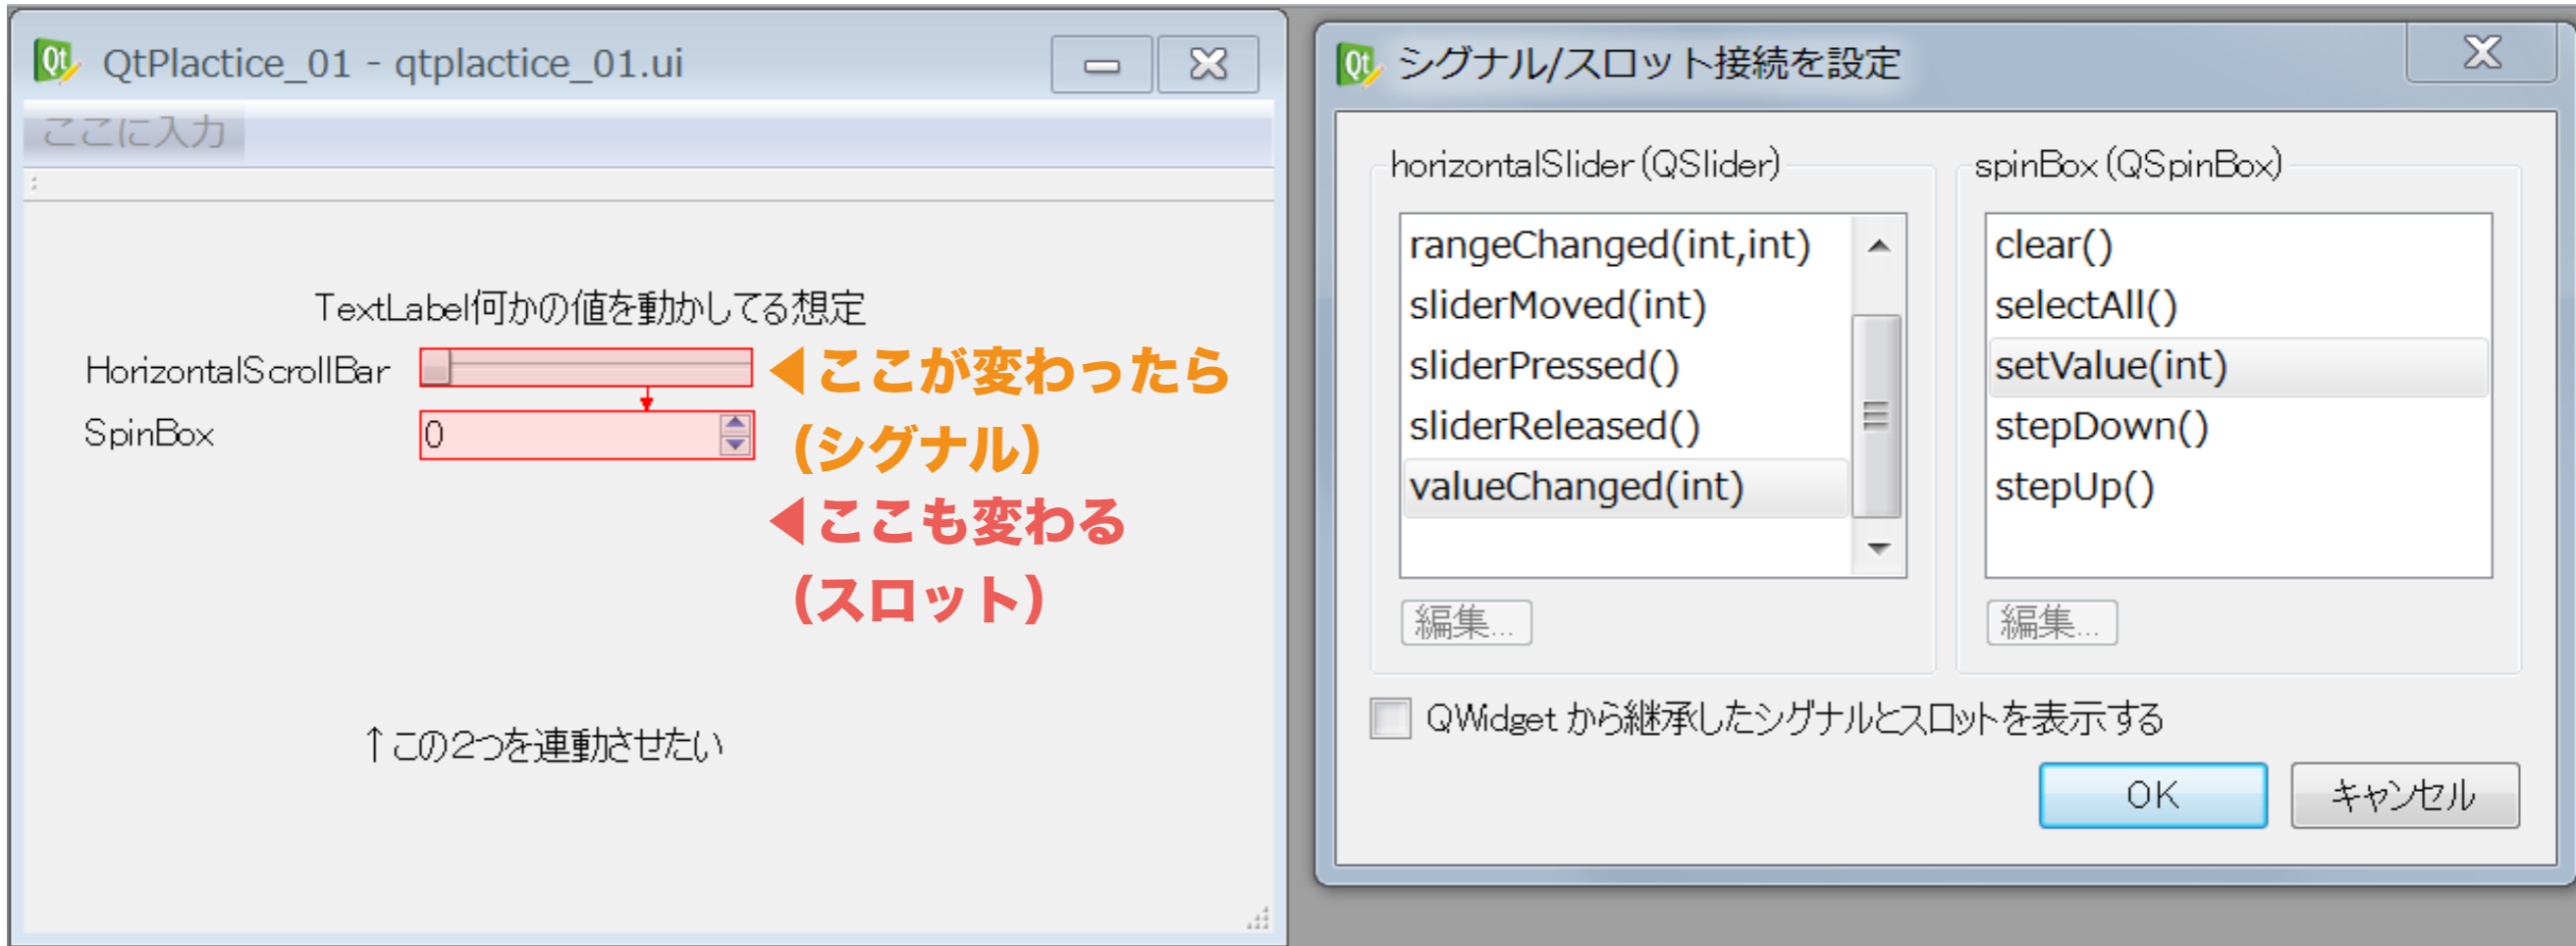 QtPlactice_01 - qtplactice_01.ui
ここに入力
TextLabel何かの値を動かしてる想定
HorizontalScrollBar
◀ここが変わったら
(シグナル)
SpinBox
0
◀ここも変わる
(スロット)
↑この2つを連動させたい
シグナル/スロット接続を設定
horizontalSlider (QSlider)
rangeChanged(int,int)
sliderMoved(int)
sliderPressed()
sliderReleased()
valueChanged(int)
編集...
spinBox (QSpinBox)
clear()
selectAll()
setValue(int)
stepDown()
stepUp()
編集...
QWidget から継承したシグナルとスロットを表示する
OK
キャンセル